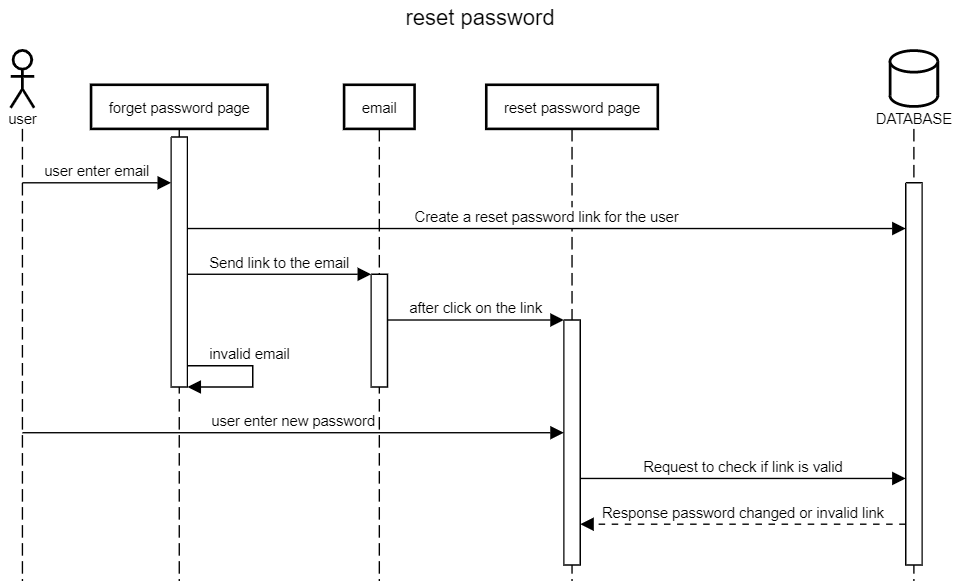 reset password
user
forget password page
email
reset password page
DATABASE
user enter email
Create a reset password link for the user
Send link to the email
after click on the link
invalid email
user enter new password
Request to check if link is valid
Response password changed or invalid link